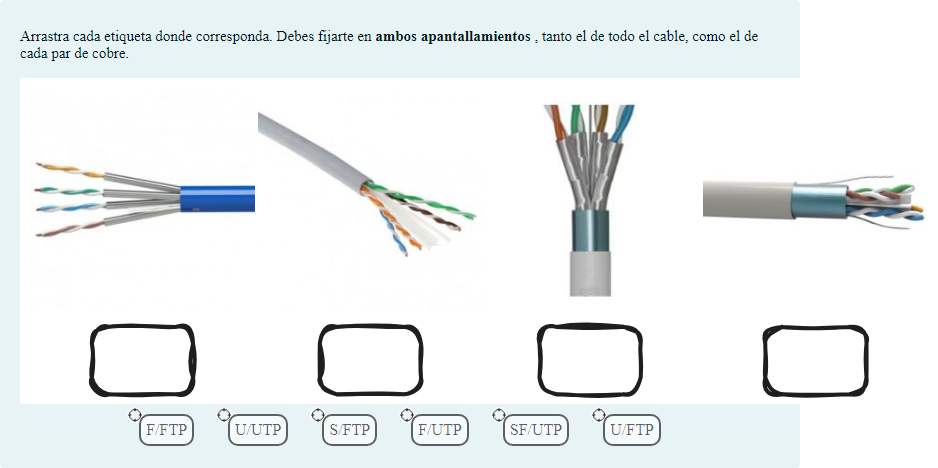 Arrastra cada etiqueta donde corresponda. Debes fijarte en ambos apantallamientos , tanto el de todo el cable, como el de
cada par de cobre.
F/FTP U/UTP S/FTP F/UTP SF/UTP U/FTP